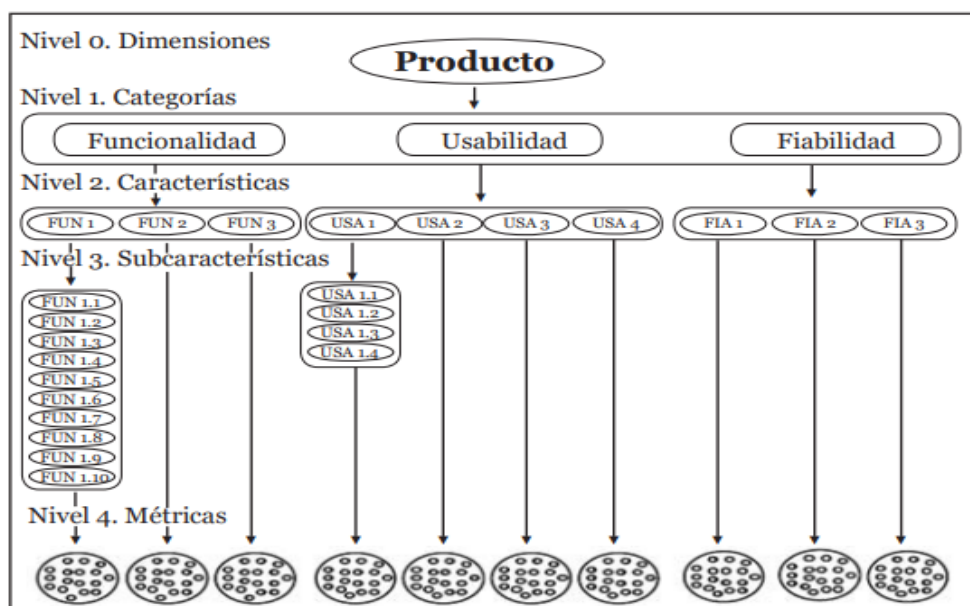 Nivel 0. Dimensiones
Producto
Nivel 1. Categorías
Funcionalidad Usabilidad Fiabilidad
Nivel 2. Características
FUN 1 FUN 2 FUN 3 USA 1 USA 2 USA 3 USA 4 FIA 1 FIA 2 FIA 3
Nivel 3. Subcaracterísticas
FUN 1.1
FUN 1.2
FUN 1.3
FUN 1.4
FUN 1.5
FUN 1.6
FUN 1.7
FUN 1.8
FUN 1.9
FUN 1.10
USA 1.1
USA 1.2
USA 1.3
USA 1.4
Nivel 4. Métricas